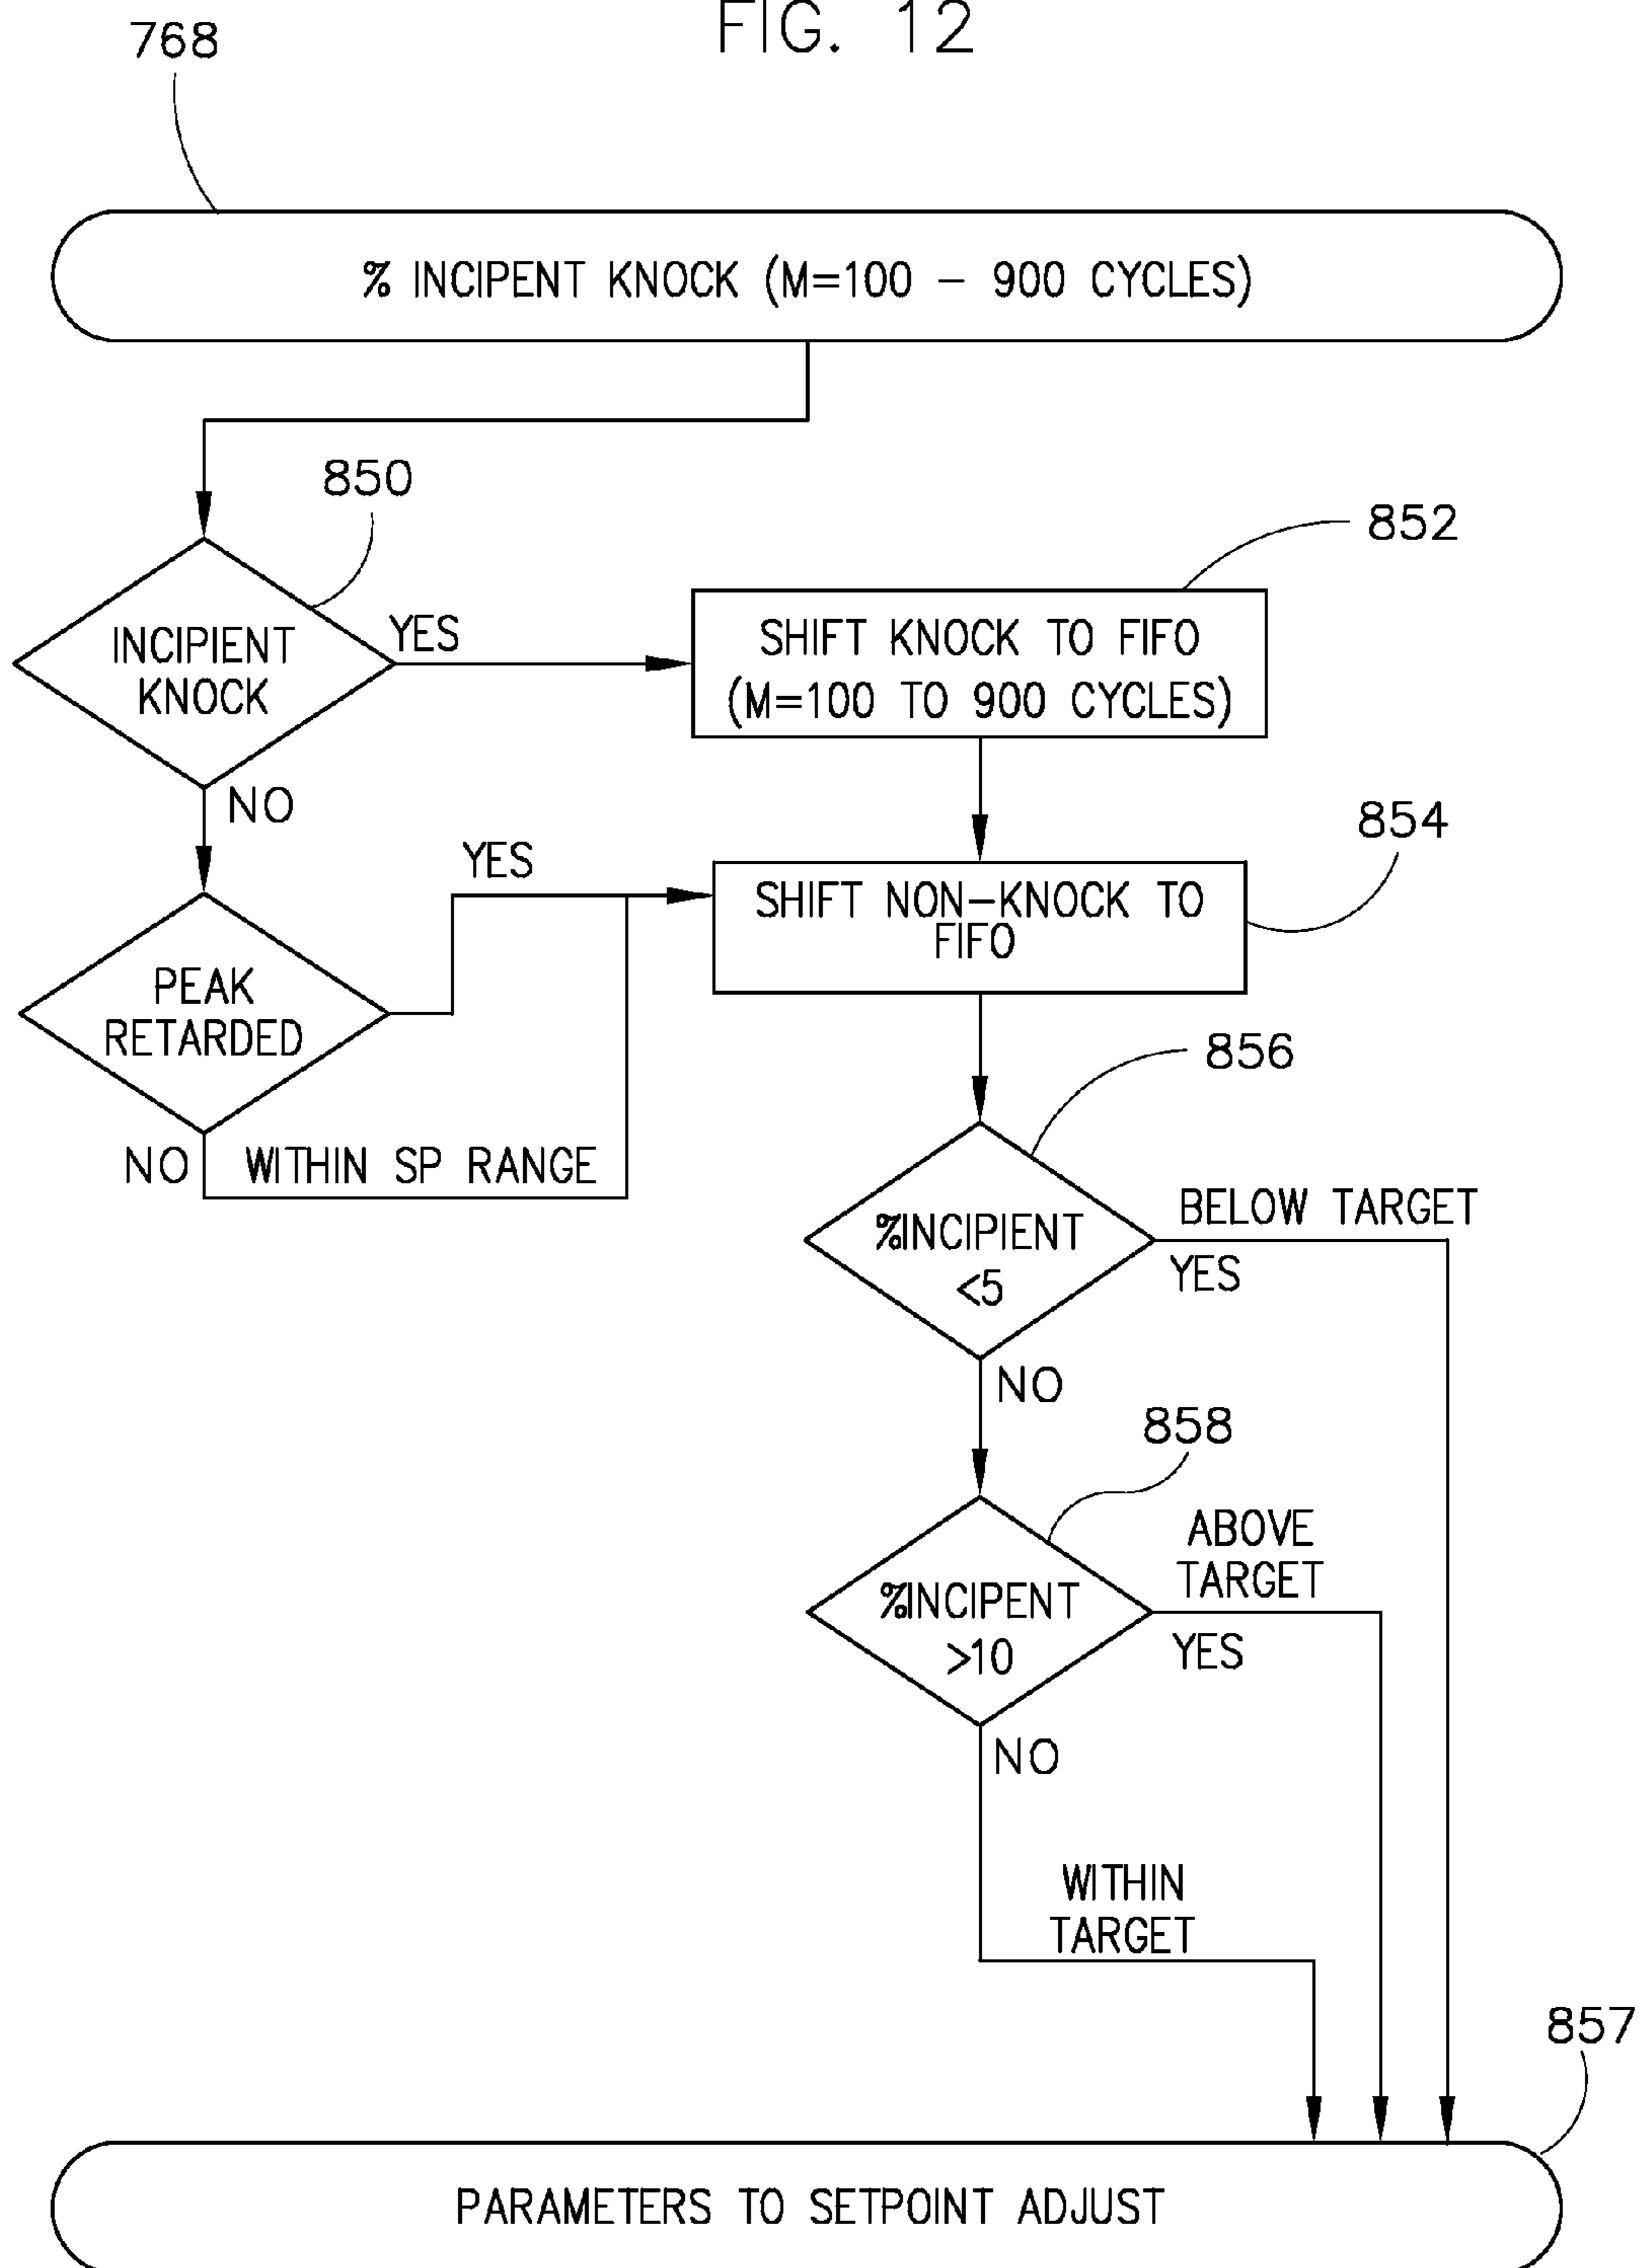 FIG. 12
768
% INCIPENT KNOCK (M=100 - 900 CYCLES)
850
852
INCIPIENT
KNOCK
YES
SHIFT KNOCK TO FIFO
(M=100 TO 900 CYCLES)
NO
854
YES
SHIFT NON-KNOCK TO
FIFO
PEAK
RETARDED
856
NO
WITHIN SP RANGE
%INCIPIENT
<5
BELOW TARGET
YES
NO
858
%INCIPENT
>10
ABOVE
TARGET
YES
NO
WITHIN
TARGET
857
PARAMETERS TO SETPOINT ADJUST